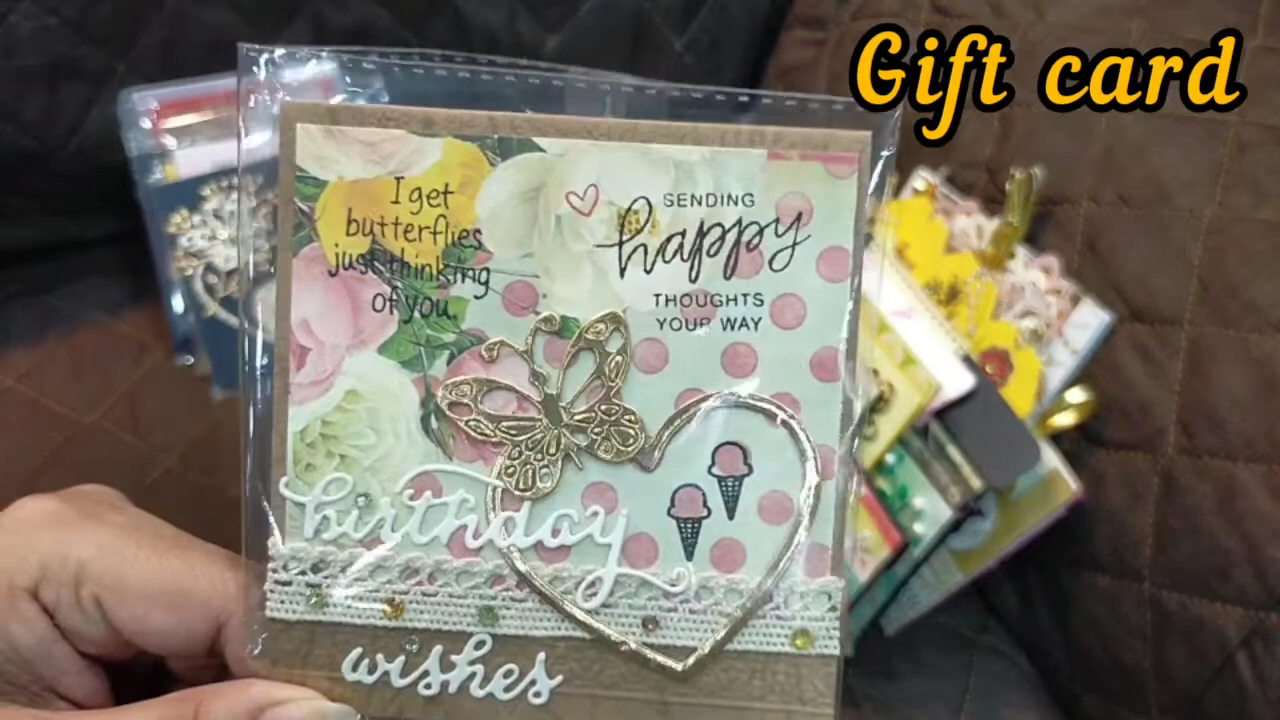 Gift card
I get
butterflies
just thinking
of you.
SENDING
happy
THOUGHTS
YOUR WAY
birthday
wishes